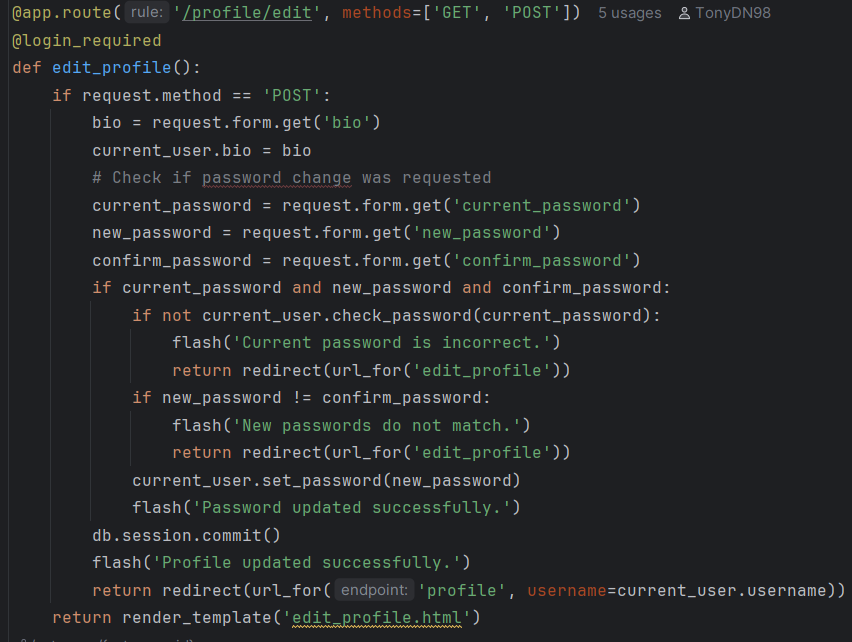 @app.route( rule: '/profile/edit', methods=['GET', 'POST']) 5 usages TonyDN98
@login_required
def edit_profile():
    if request.method == 'POST':
        bio = request.form.get('bio')
        current_user.bio = bio
        # Check if password change was requested
        current_password = request.form.get('current_password')
        new_password = request.form.get('new_password')
        confirm_password = request.form.get('confirm_password')
        if current_password and new_password and confirm_password:
            if not current_user.check_password(current_password):
                flash('Current password is incorrect.')
                return redirect(url_for('edit_profile'))
            if new_password != confirm_password:
                flash('New passwords do not match.')
                return redirect(url_for('edit_profile'))
            current_user.set_password(new_password)
            flash('Password updated successfully.')
        db.session.commit()
        flash('Profile updated successfully.')
        return redirect(url_for( endpoint: 'profile', username=current_user.username))
    return render_template('edit_profile.html')